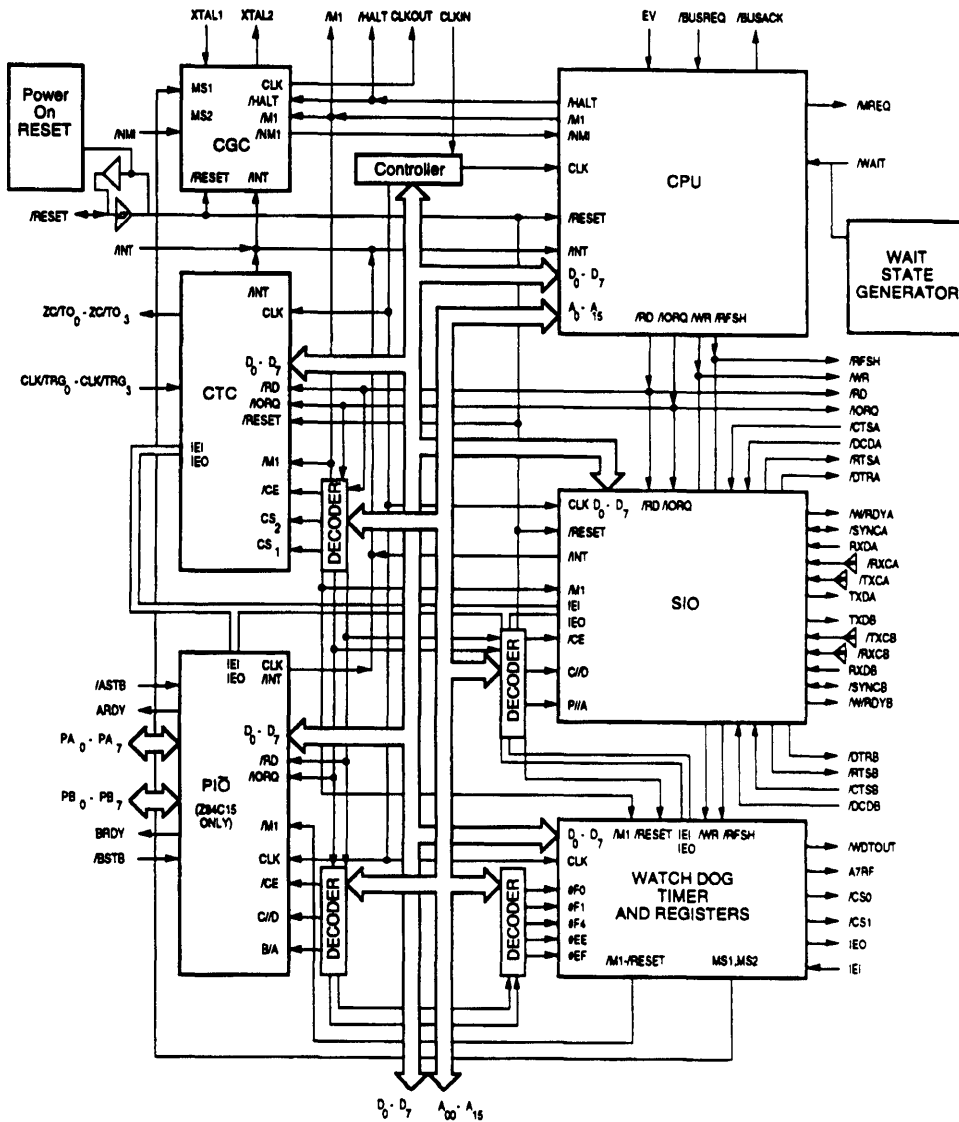 XTAL1 XTAL2 /M1 /HALT CLKOUT CLKIN EV /BUSREQ /BUSACK
Power
On
RESET
MS1
MS2
CLK
/HALT
/M1
/NM1
CGC
/RESET /INT
/NMI
/RESET
/INT
Controller
/HALT
/M1
/NMI
CLK
CPU
/RESET
/INT
D0 - D7
A0 - A15
/RD /IORQ /WR /RFSH
/MREQ
/WAIT
WAIT
STATE
GENERATOR
/INT
CLK
ZC/TO0 - ZC/TO3
D0 - D7
CLK/TRG0 - CLK/TRG3
CTC
/RD
/IORQ
/RESET
IEI
IEO
/M1
/CE
CS2
CS1
DECODER
/RFSH
/WR
/RD
/IORQ
/CTSA
/DCDA
/RTSA
/DTRA
CLK D0 - D7 /RD /IORQ
/RESET
/INT
SIO
/M1
IEI
IEO
/CE
C//D
P//A
DECODER
/W/RDYA
/SYNCA
RXDA
/RXCA
/TXCA
TXDA
TXDB
/TXCB
/RXCB
RXDB
/SYNCB
/W/RDYB
IEI
IEO
CLK
/INT
/ASTB
ARDY
PA0 - PA7
PB0 - PB7
BRDY
/BSTB
D0 - D7
/RD
/IORQ
PIO
(Z84C15
ONLY)
/M1
CLK
/CE
C//D
B/A
DECODER
/DTRB
/RTSB
/CTSB
/DCDB
D0 - D7 /M1 /RESET IEI /WR /RFSH
IEO
CLK
WATCH DOG
TIMER
AND REGISTERS
DECODER
#F0
#F1
#F4
#EE
#EF
/M1-/RESET MS1,MS2
/WDTOUT
A7RF
/CS0
/CS1
IEO
IEI
D0 - D7 A00 - A15